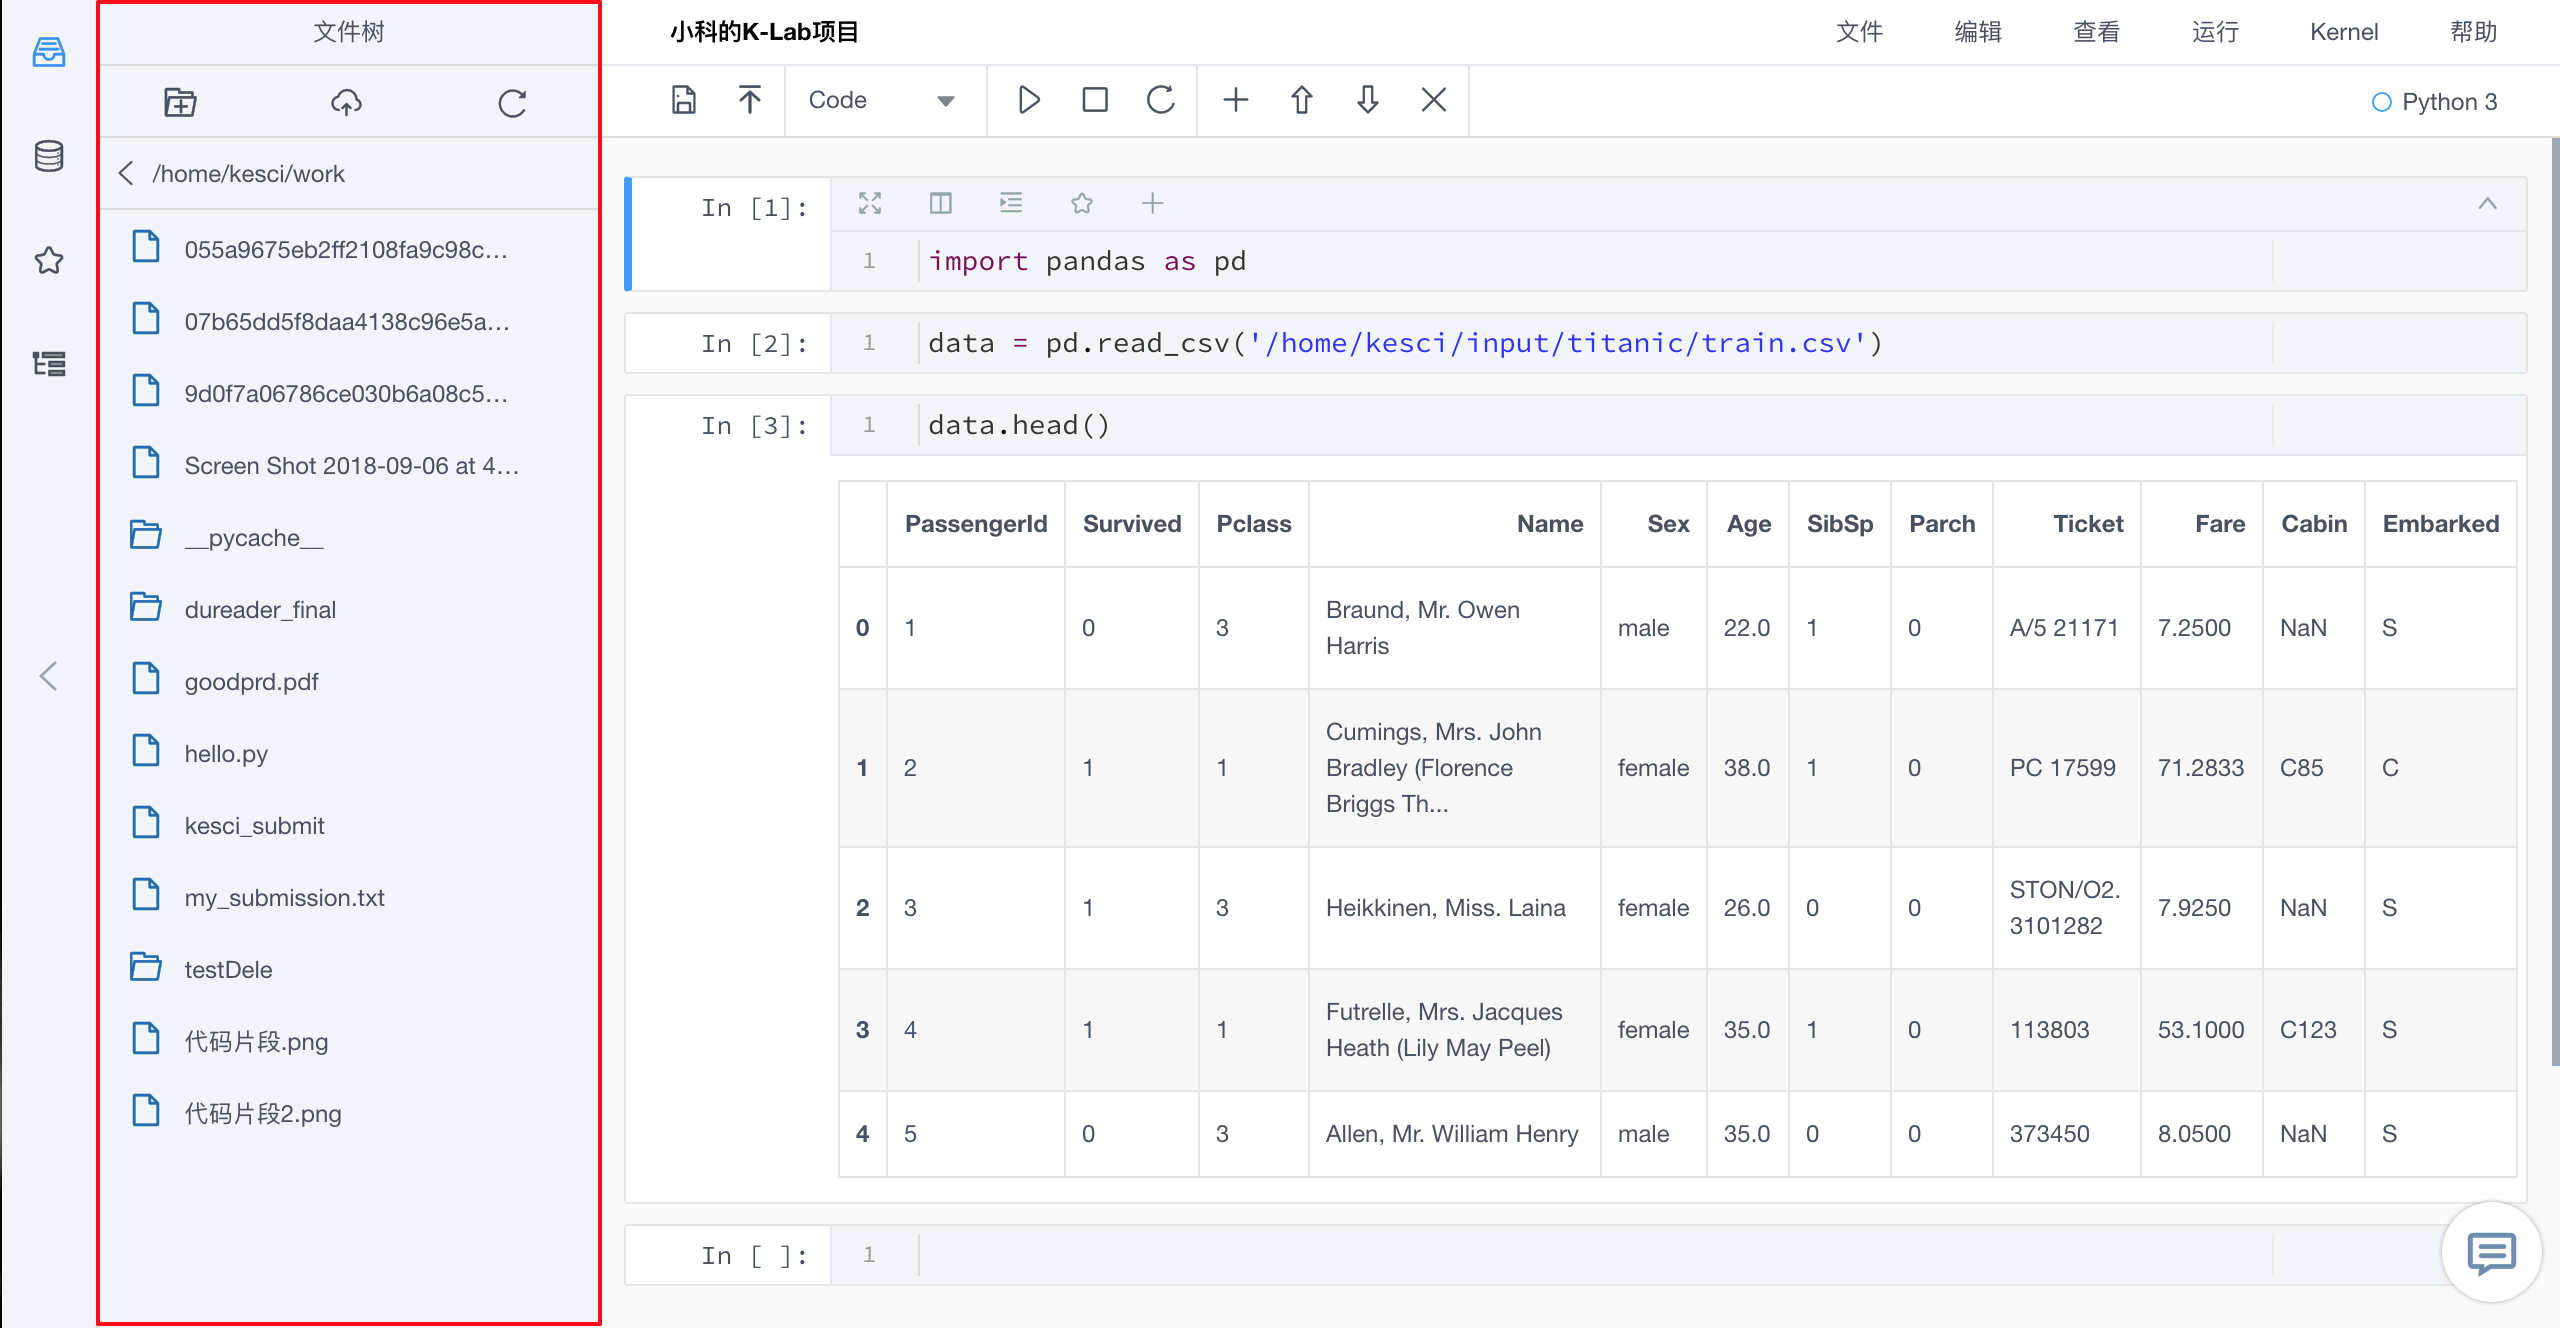 文件树
/home/kesci/work
055a9675eb2ff2108fa9c98c...
07b65dd5f8daa4138c96e5a...
9d0f7a06786ce030b6a08c5...
Screen Shot 2018-09-06 at 4...
__pycache__
dureader_final
goodprd.pdf
hello.py
kesci_submit
my_submission.txt
testDele
代码片段.png
代码片段2.png
小科的K-Lab项目 文件 编辑 查看 运行 Kernel 帮助
Code Python 3
In [1]:
1 import pandas as pd
In [2]: 1 data = pd.read_csv('/home/kesci/input/titanic/train.csv')
In [3]: 1 data.head()
PassengerId Survived Pclass Name Sex Age SibSp Parch Ticket Fare Cabin Embarked
0 1 0 3 Braund, Mr. Owen Harris male 22.0 1 0 A/5 21171 7.2500 NaN S
1 2 1 1 Cumings, Mrs. John Bradley (Florence Briggs Th... female 38.0 1 0 PC 17599 71.2833 C85 C
2 3 1 3 Heikkinen, Miss. Laina female 26.0 0 0 STON/O2. 3101282 7.9250 NaN S
3 4 1 1 Futrelle, Mrs. Jacques Heath (Lily May Peel) female 35.0 1 0 113803 53.1000 C123 S
4 5 0 3 Allen, Mr. William Henry male 35.0 0 0 373450 8.0500 NaN S
In [ ]: 1